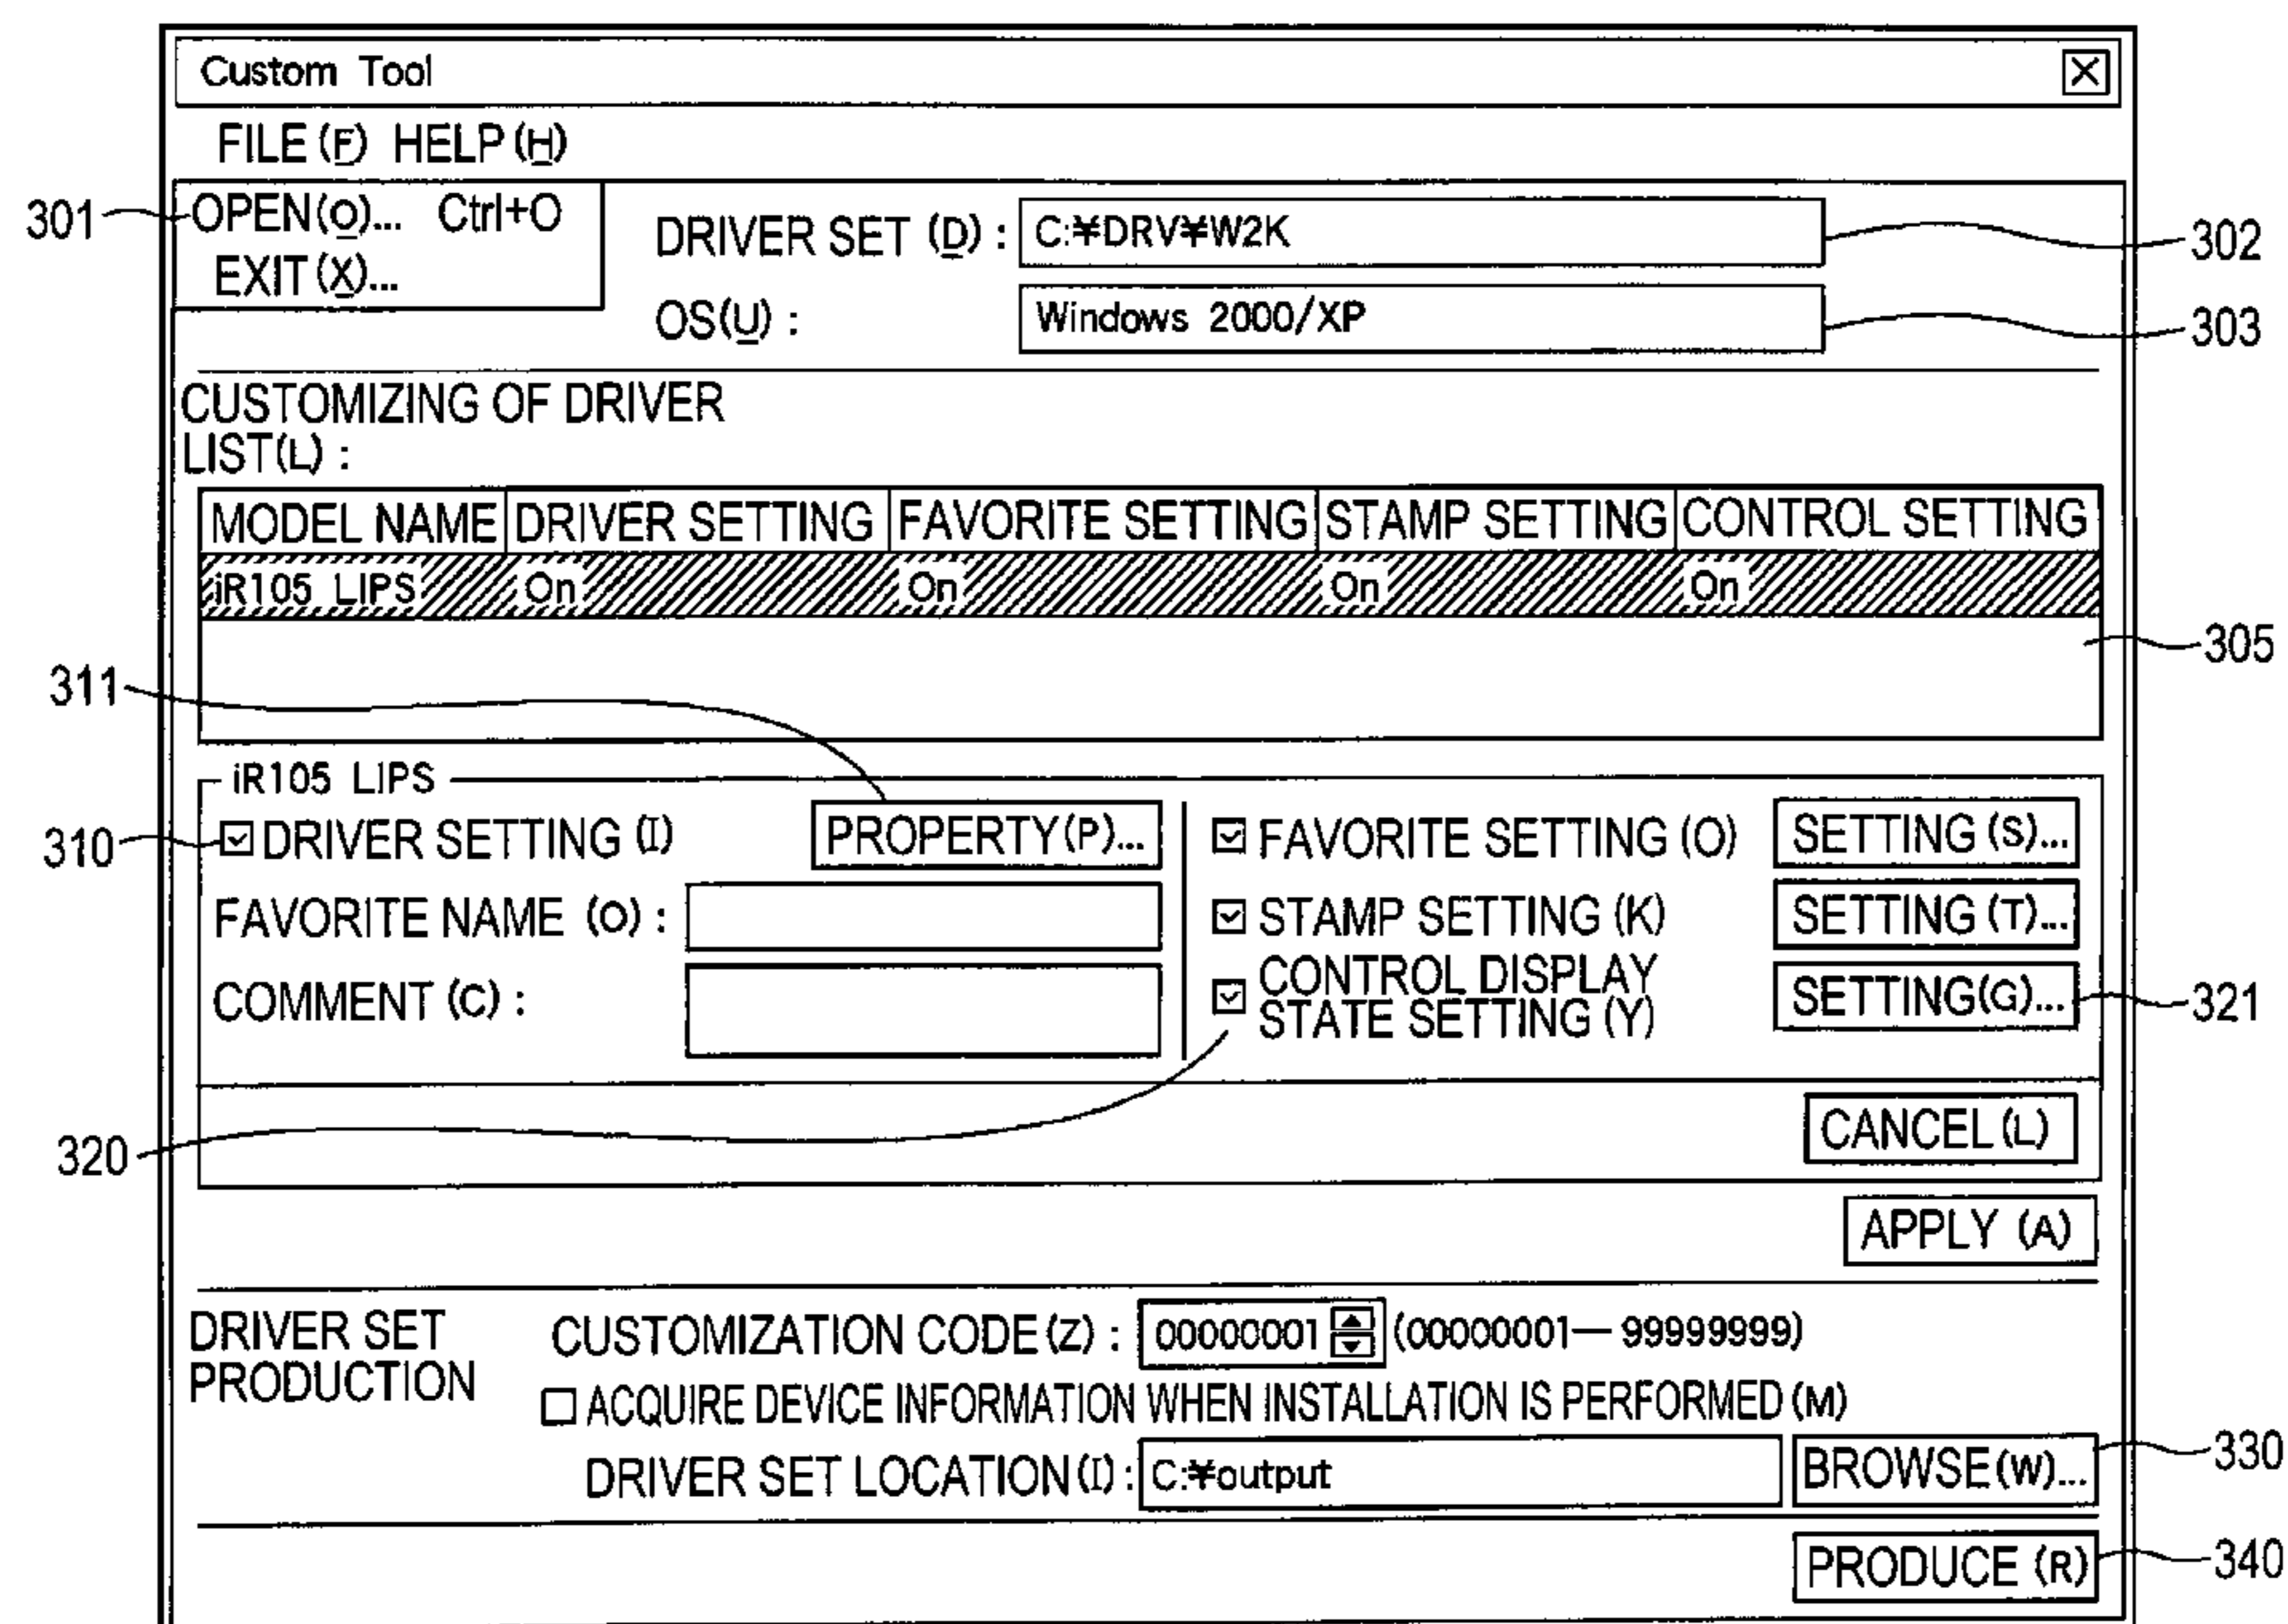 Custom Tool
FILE (F) HELP (H)
301
OPEN(O)... Ctrl+O
EXIT (X)...
DRIVER SET (D) : C:¥DRV¥W2K
302
OS(U) : Windows 2000/XP
303
CUSTOMIZING OF DRIVER
LIST(L) :
MODEL NAME DRIVER SETTING FAVORITE SETTING STAMP SETTING CONTROL SETTING
iR105 LIPS On On On On
305
311
iR105 LIPS
310
DRIVER SETTING (I) PROPERTY(P)...
FAVORITE NAME (O) :
COMMENT (C) :
FAVORITE SETTING (O) SETTING (S)...
STAMP SETTING (K) SETTING (T)...
CONTROL DISPLAY
STATE SETTING (Y) SETTING(G)...
321
320
CANCEL (L)
APPLY (A)
DRIVER SET
PRODUCTION
CUSTOMIZATION CODE (Z) : 00000001 (00000001— 99999999)
ACQUIRE DEVICE INFORMATION WHEN INSTALLATION IS PERFORMED (M)
DRIVER SET LOCATION (I) : C:¥output BROWSE(W)...
330
PRODUCE (R)
340